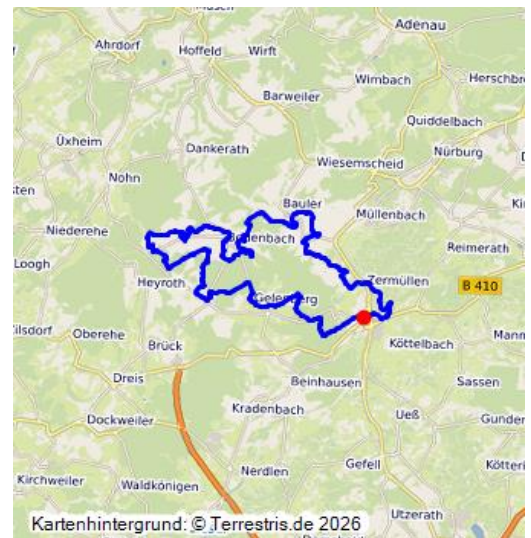 Adenau
Ahrdorf
Hoffeld
Wirft
Wimbach
Herschbre
Barweiler
Quiddelbach
Üxheim
Dankerath
Nürburg
Wiesemscheid
Nohn
Bauler
Müllenbach
Niederehe
Reimerath
Loogh
Heyroth
Zermüllen
B 410
Gelenberg
Oberehe
Brück
Köttelbach
Dreis
Beinhausen
Sassen
Kradenbach
Ueß
Gunder
Dockweiler
Nerdlen
Gefell
Kirchweiler
Waldkönigen
Utzerath
Kartenhintergrund: © Terrestris.de 2026